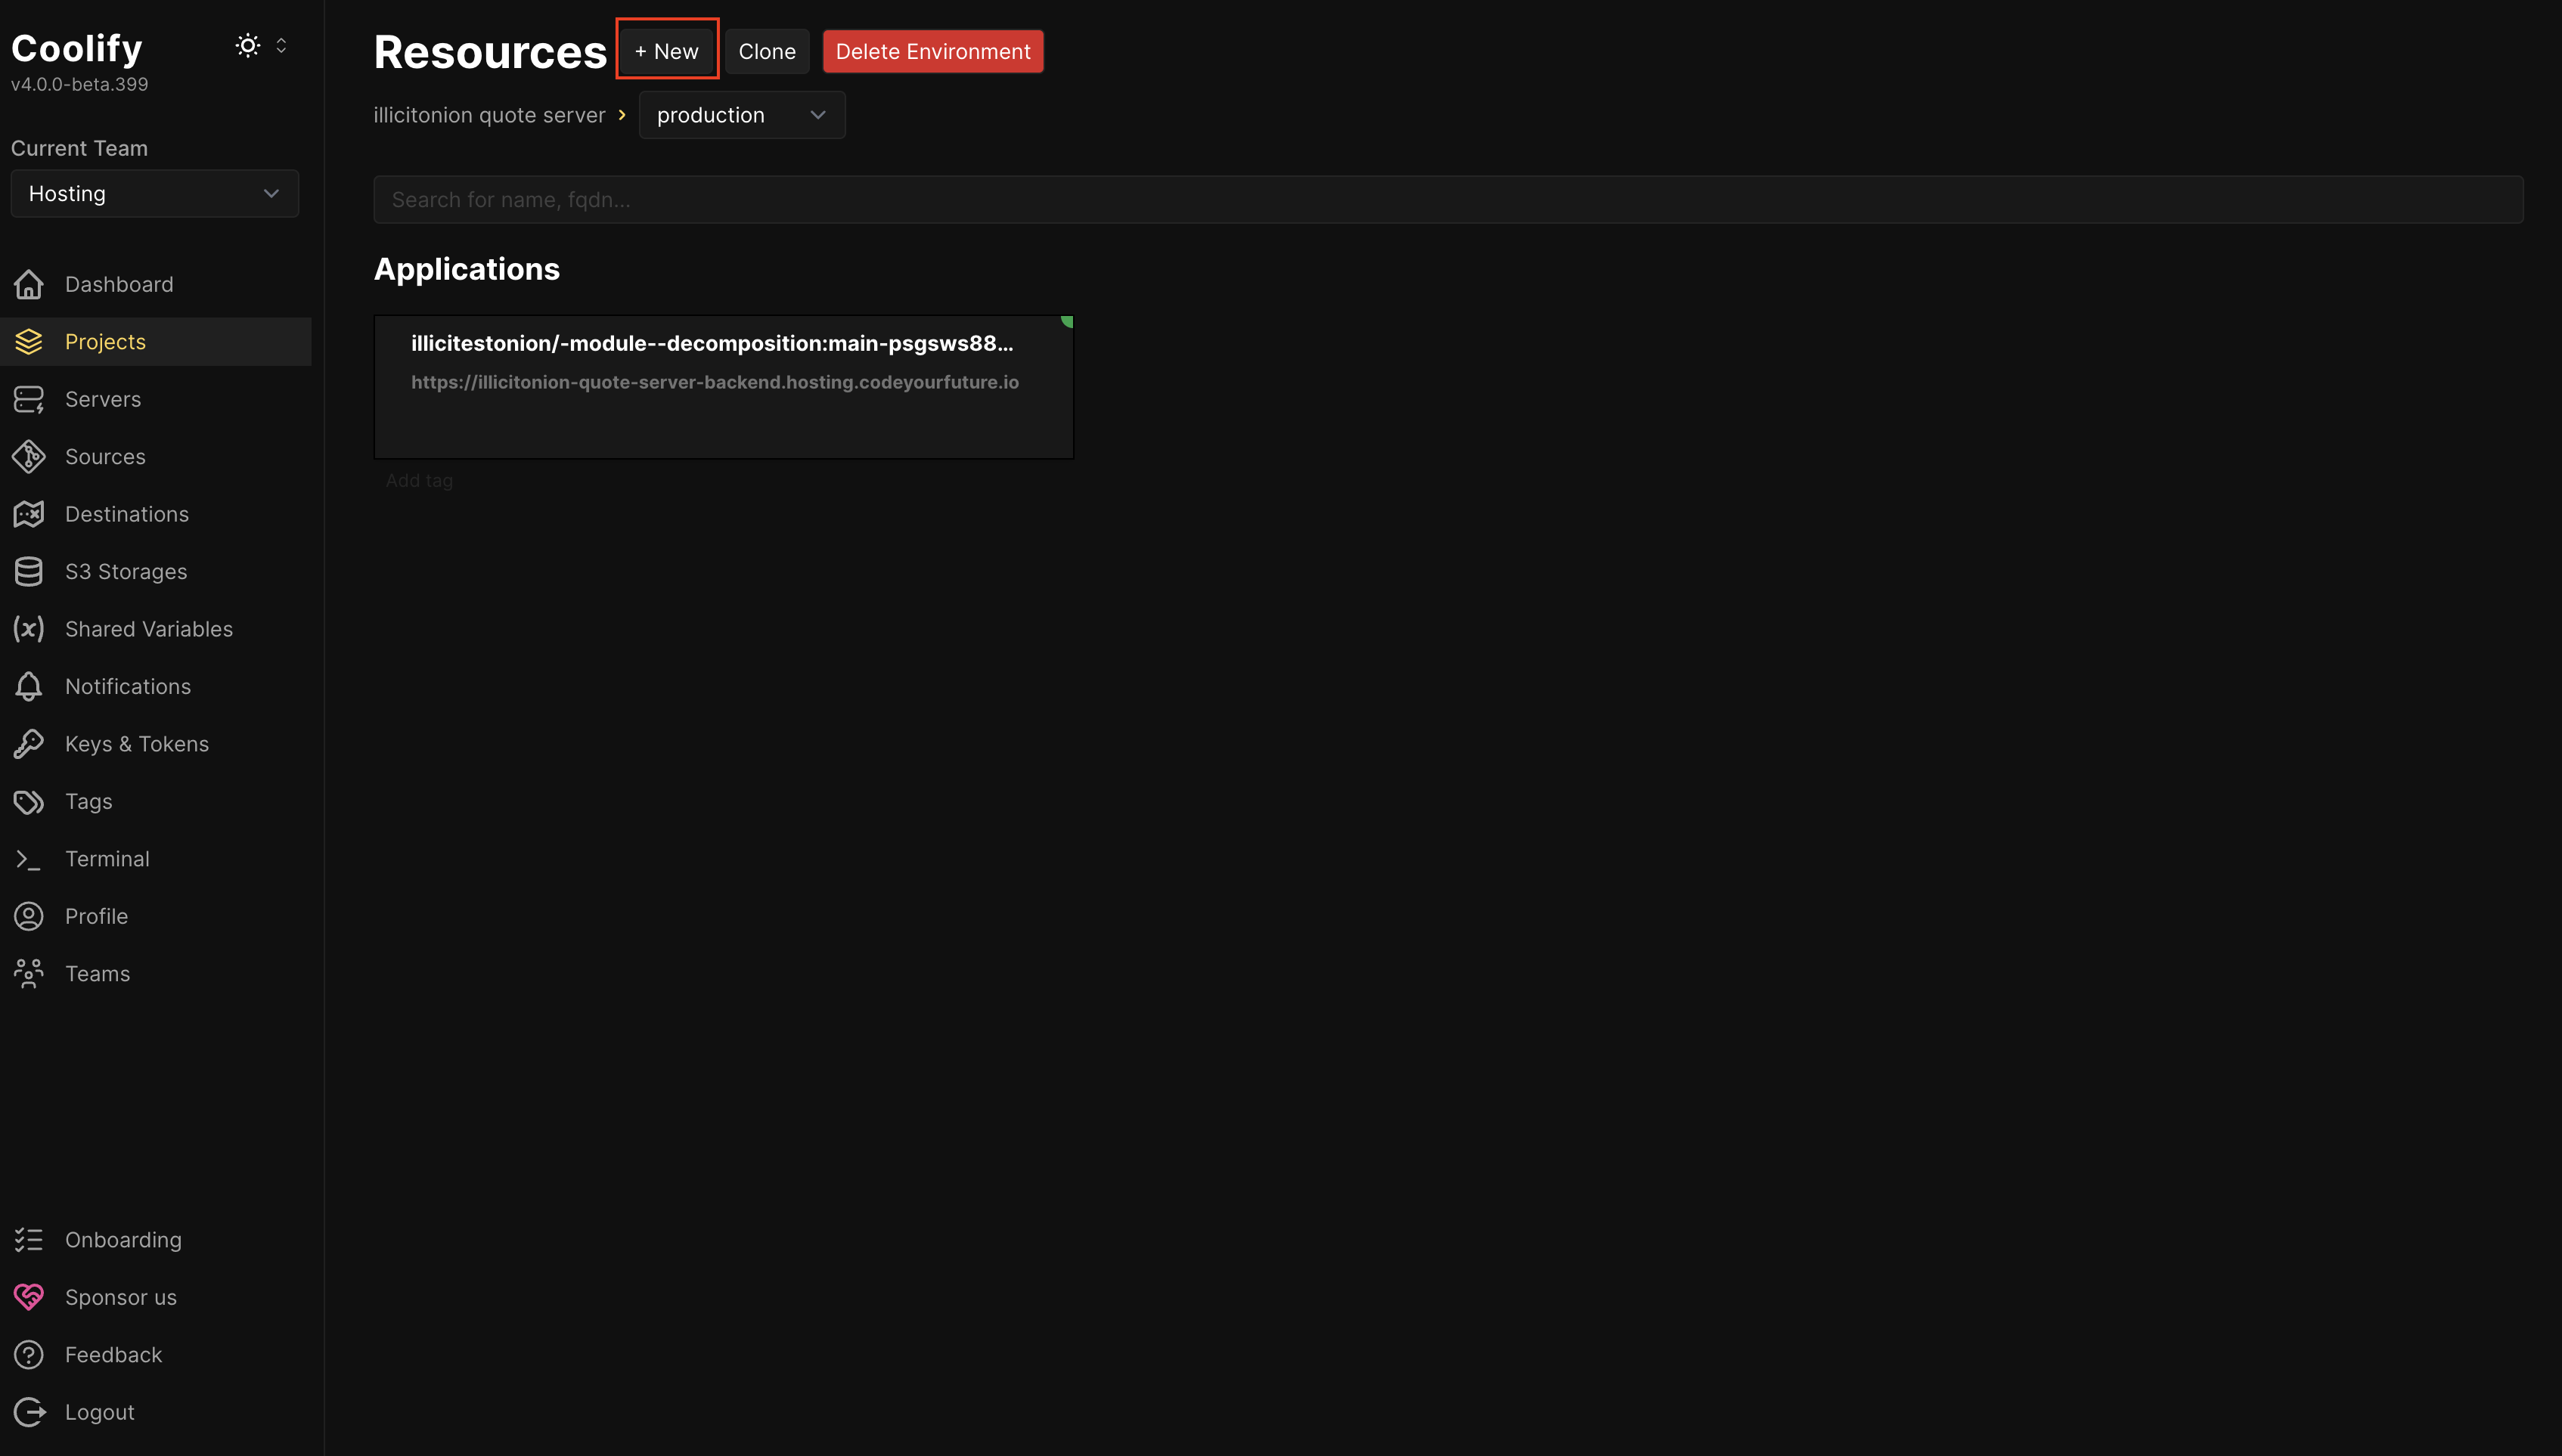 Coolify
v4.0.0-beta.399
Current Team
Hosting
Dashboard
Projects
Servers
Sources
Destinations
S3 Storages
Shared Variables
Notifications
Keys & Tokens
Tags
Terminal
Profile
Teams
Onboarding
Sponsor us
Feedback
Logout
Resources + New Clone Delete Environment
illicitonion quote server › production
Search for name, fqdn...
Applications
illicitestonion/-module--decomposition:main-psgsws88...
https://illicitonion-quote-server-backend.hosting.codeyourfuture.io
Add tag